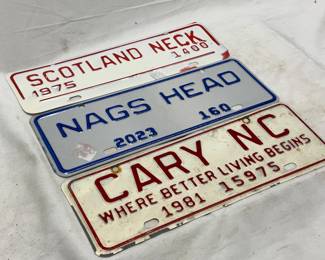 SCOTLAND NECK
1975 1400
NAGS HEAD
2023 160
CARY NC
WHERE BETTER LIVING BEGINS
1981 15975